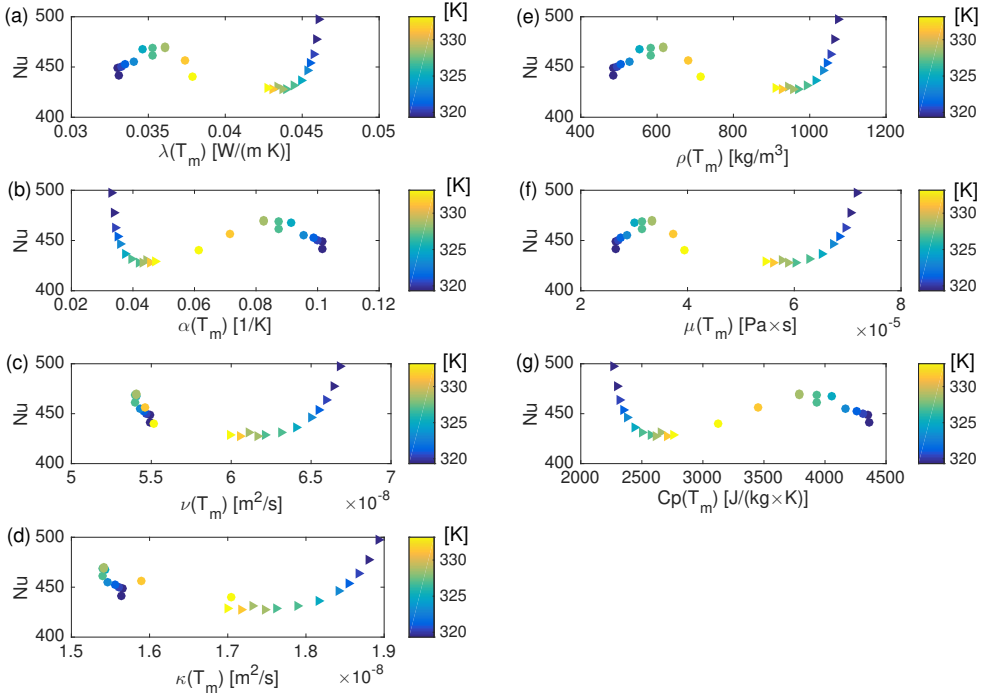 (a)
500
450
400
Nu
0.03 0.035 0.04 0.045 0.05
λ(T_m) [W/(m K)]
[K]
330
325
320
(e)
500
450
400
Nu
400 600 800 1000 1200
ρ(T_m) [kg/m^3]
[K]
330
325
320
(b)
500
450
400
Nu
0.02 0.04 0.06 0.08 0.1 0.12
α(T_m) [1/K]
[K]
330
325
320
(f)
500
450
400
Nu
2 4 6 8
μ(T_m) [Pa×s]
×10^-5
[K]
330
325
320
(c)
500
450
400
Nu
5 5.5 6 6.5 7
ν(T_m) [m^2/s]
×10^-8
[K]
330
325
320
(g)
500
450
400
Nu
2000 2500 3000 3500 4000 4500
Cp(T_m) [J/(kg×K)]
[K]
330
325
320
(d)
500
450
400
Nu
1.5 1.6 1.7 1.8 1.9
κ(T_m) [m^2/s]
×10^-8
[K]
330
325
320